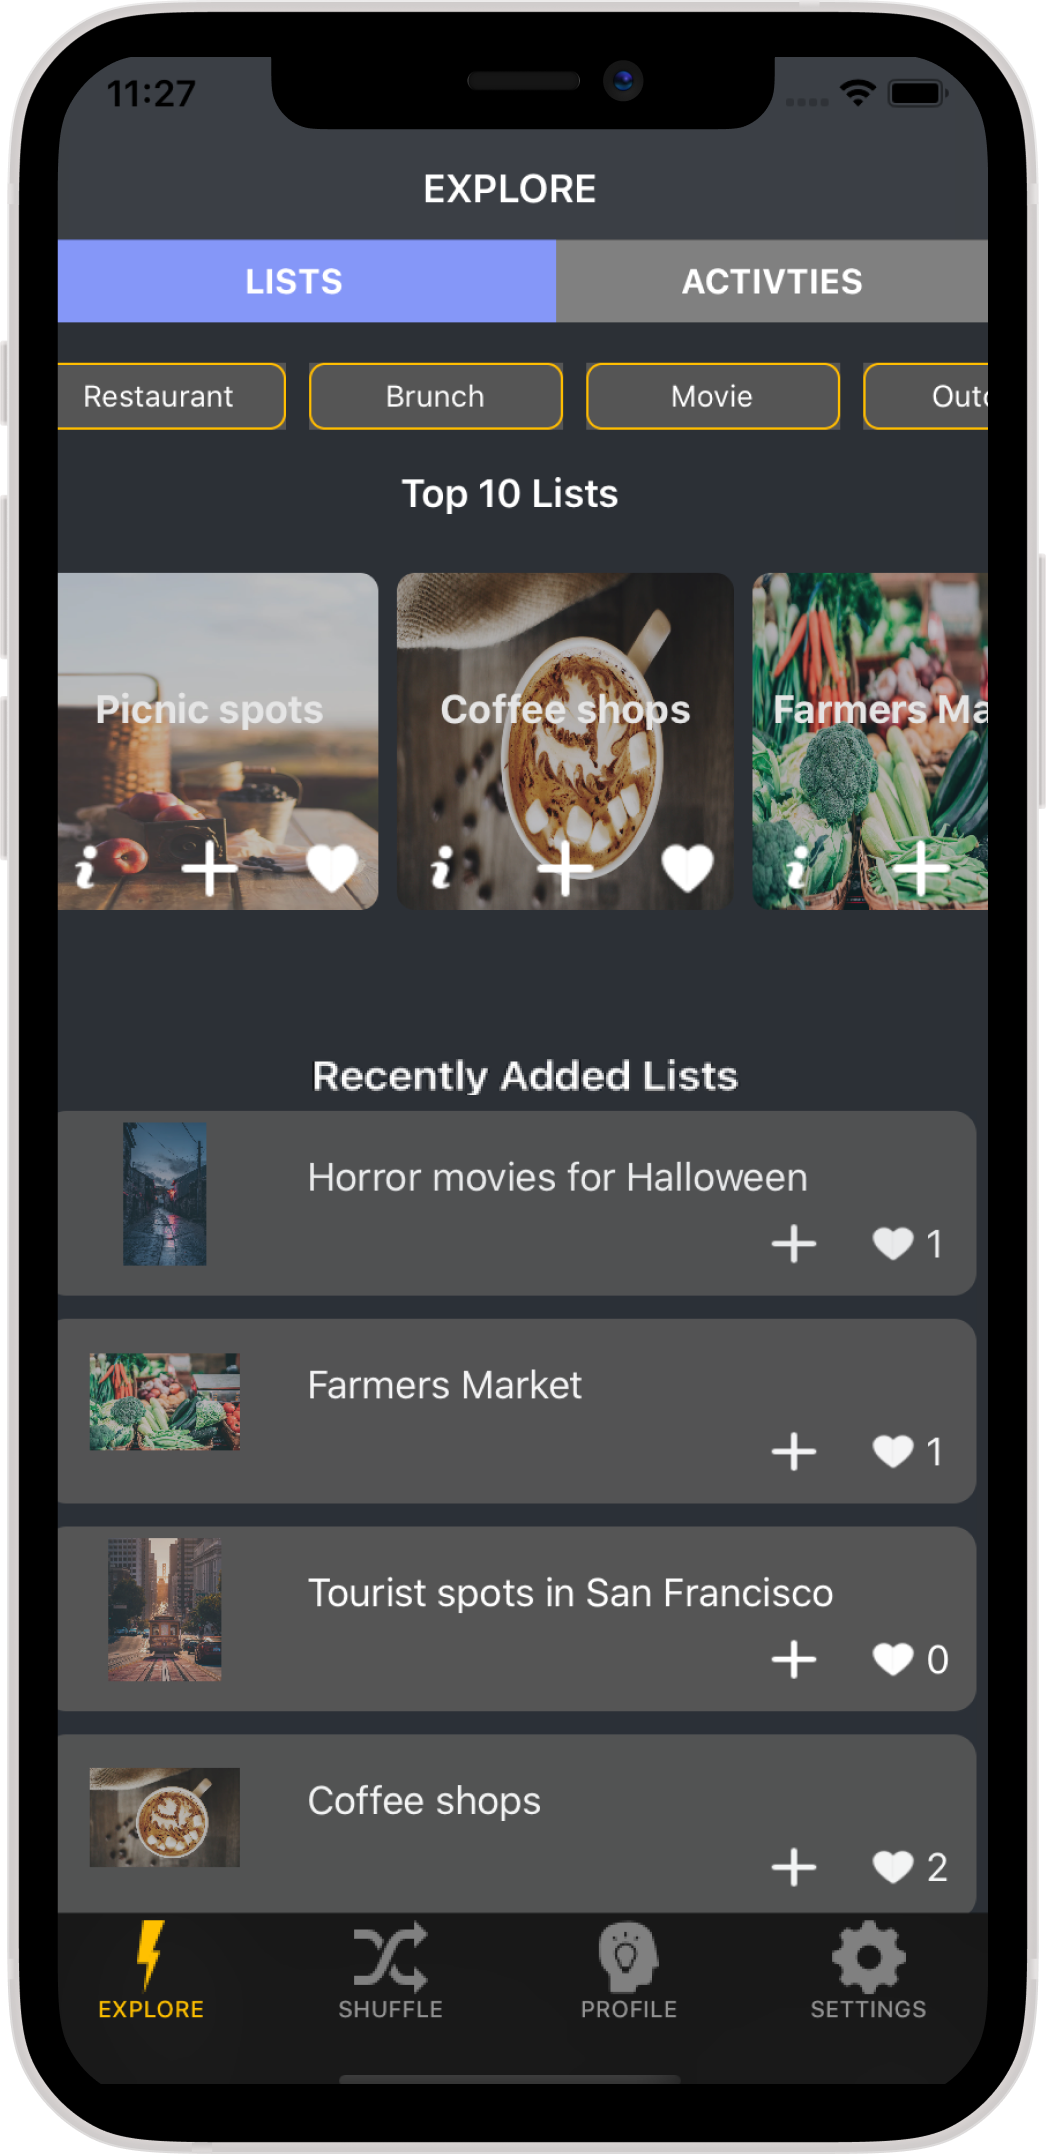 11:27
EXPLORE
LISTS ACTIVTIES
Restaurant Brunch Movie
Top 10 Lists
Picnic spots Coffee shops Farmers Ma
Recently Added Lists
Horror movies for Halloween
1
Farmers Market
1
Tourist spots in San Francisco
0
Coffee shops
2
EXPLORE SHUFFLE PROFILE SETTINGS